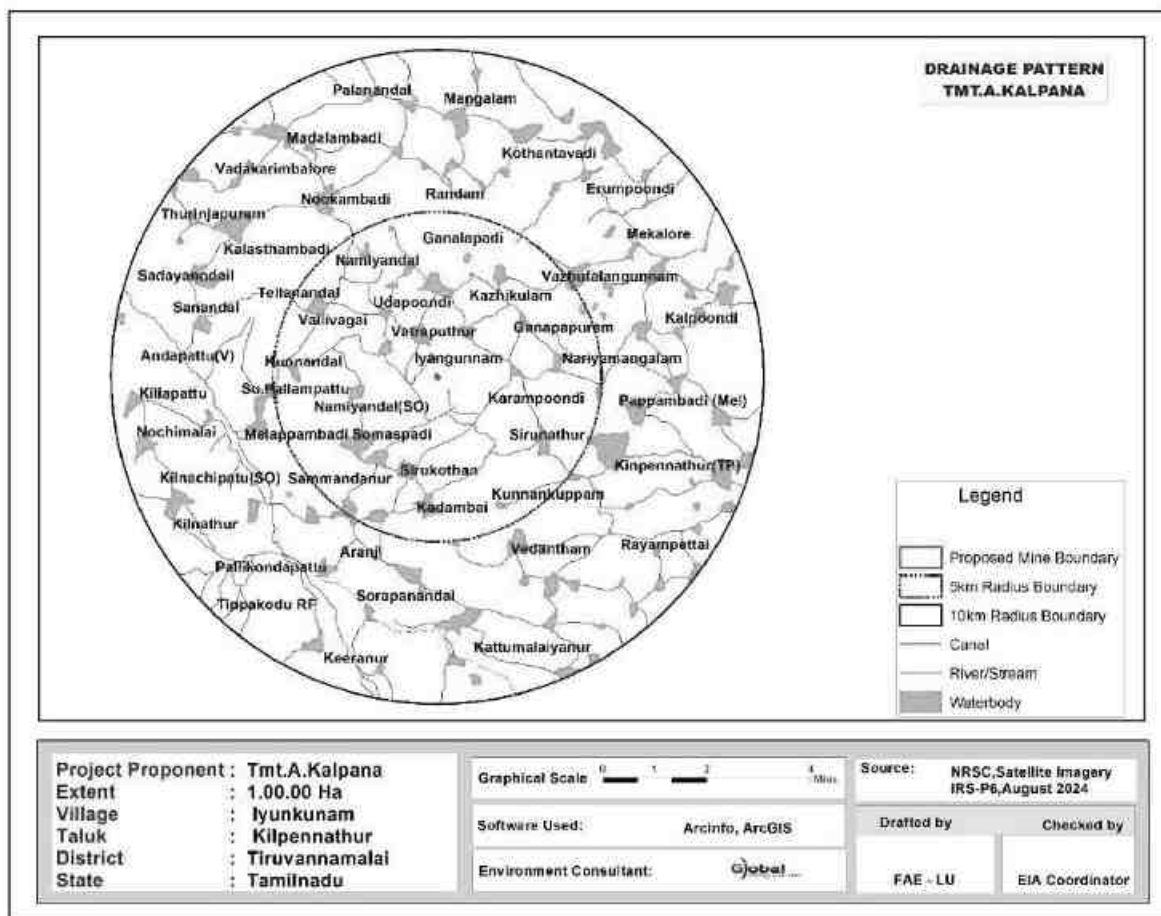 DRAINAGE PATTERN
TMT.A.KALPANA
Palanandal
Mangalam
Madalambadi
Kothantavadi
Vadakarimbalore
Erumpoondi
Nookambadi
Randam
Thurinjapuram
Ganalapadi
Mekalore
Kalasthambadi
Namiyandal
Sadayanodail
Vazhutalangunnam
Tellanandal
Udapoondi
Kazhikulam
Sanandal
Vallivagai
Ganapapuram
Kalpoondi
Vatraputhur
Andapattu(V)
Kuonandal
Iyangunnam
Nariyamangalam
Killapattu
Su.Pallampattu
Karampoondi
Pappambadi (Mel)
Namiyandal(SO)
Nochimalai
Melappambadi Somaspadi
Sirunathur
Kilnachipatu(SO)
Sammandanur
Sirukothan
Kinpennathur(TP)
Kunnankuppam
Kilnathur
Kadambai
Aranji
Vedantham
Rayampettai
Pallikondapattu
Tippakodu RF
Sorapanandal
Keeranur
Kattumalaiyanur
Legend
Proposed Mine Boundary
5km Radius Boundary
10km Radius Boundary
Canal
River/Stream
Waterbody
Project Proponent : Tmt.A.Kalpana
Extent : 1.00.00 Ha
Village : Iyunkunam
Taluk : Kilpennathur
District : Tiruvannamalai
State : Tamilnadu
Graphical Scale 0 1 2 4 Miles
Software Used: Arcinfo, ArcGIS
Environment Consultant: Global
Source: NRSC,Satellite Imagery
IRS-P6,August 2024
Drafted by Checked by
FAE - LU EIA Coordinator